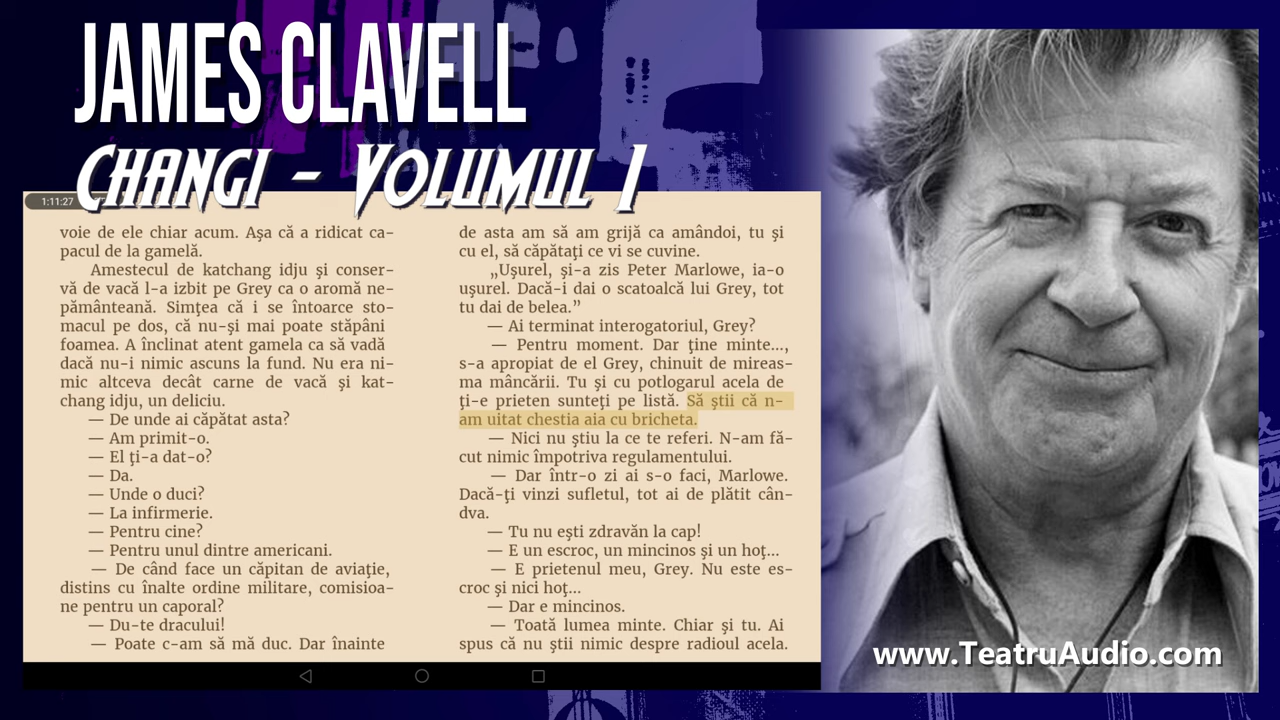 JAMES CLAVELL
CHANGI - VOLUMUL I
1:11:27
voie de ele chiar acum. Aşa că a ridicat ca-
pacul de la gamelă.
Amestecul de katchang idju şi conser-
vă de vacă l-a izbit pe Grey ca o aromă ne-
pământeană. Simţea că i se întoarce sto-
macul pe dos, că nu-şi mai poate stăpâni
foamea. A înclinat atent gamela ca să vadă
dacă nu-i nimic ascuns la fund. Nu era ni-
mic altceva decât carne de vacă şi kat-
chang idju, un deliciu.
— De unde ai căpătat asta?
— Am primit-o.
— El ţi-a dat-o?
— Da.
— Unde o duci?
— La infirmerie.
— Pentru cine?
— Pentru unul dintre americani.
— De când face un căpitan de aviaţie,
distins cu înalte ordine militare, comisioa-
ne pentru un caporal?
— Du-te dracului!
— Poate c-am să mă duc. Dar înainte
de asta am să am grijă ca amândoi, tu şi
cu el, să căpătaţi ce vi se cuvine.
„Uşurel, şi-a zis Peter Marlowe, ia-o
uşurel. Dacă-i dai o scatoalcă lui Grey, tot
tu dai de belea.”
— Ai terminat interogatoriul, Grey?
— Pentru moment. Dar ţine minte...,
s-a apropiat de el Grey, chinuit de mireas-
ma mâncării. Tu şi cu potlogarul acela de
ţi-e prieten sunteţi pe listă. Să ştii că n-
am uitat chestia aia cu bricheta.
— Nici nu ştiu la ce te referi. N-am fă-
cut nimic împotriva regulamentului.
— Dar într-o zi ai s-o faci, Marlowe.
Dacă-ţi vinzi sufletul, tot ai de plătit cân-
dva.
— Tu nu eşti zdravăn la cap!
— E un escroc, un mincinos şi un hoţ...
— E prietenul meu, Grey. Nu este es-
croc şi nici hoţ...
— Dar e mincinos.
— Toată lumea minte. Chiar şi tu. Ai
spus că nu ştii nimic despre radioul acela.
www.TeatruAudio.com